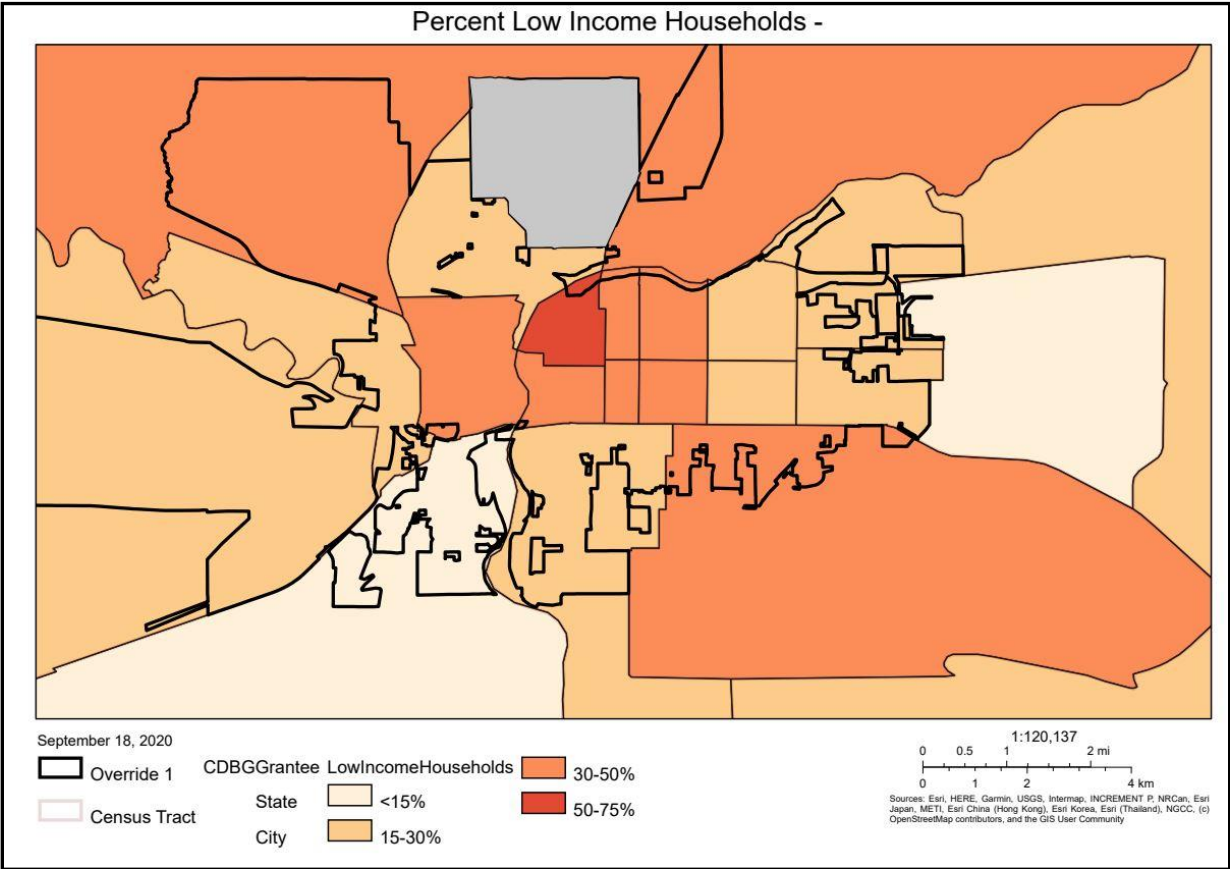 Percent Low Income Households -
September 18, 2020
Override 1
Census Tract
CDBGGrantee
State
City
LowIncomeHouseholds
<15%
15-30%
30-50%
50-75%
1:120,137
0 0.5 1 2 mi
0 1 2 4 km
Sources: Esri, HERE, Garmin, USGS, Intermap, INCREMENT P, NRCan, Esri
Japan, METI, Esri China (Hong Kong), Esri Korea, Esri (Thailand), NGCC, (c)
OpenStreetMap contributors, and the GIS User Community